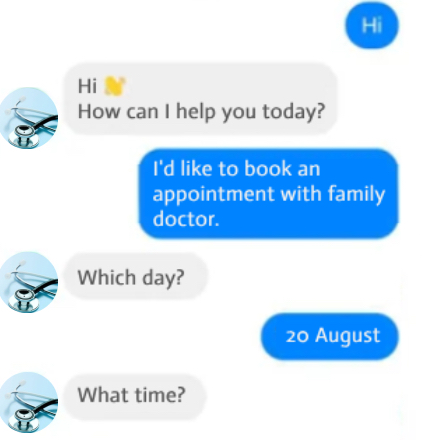 Hi
Hi 👋
How can I help you today?
I'd like to book an
appointment with family
doctor.
Which day?
20 August
What time?